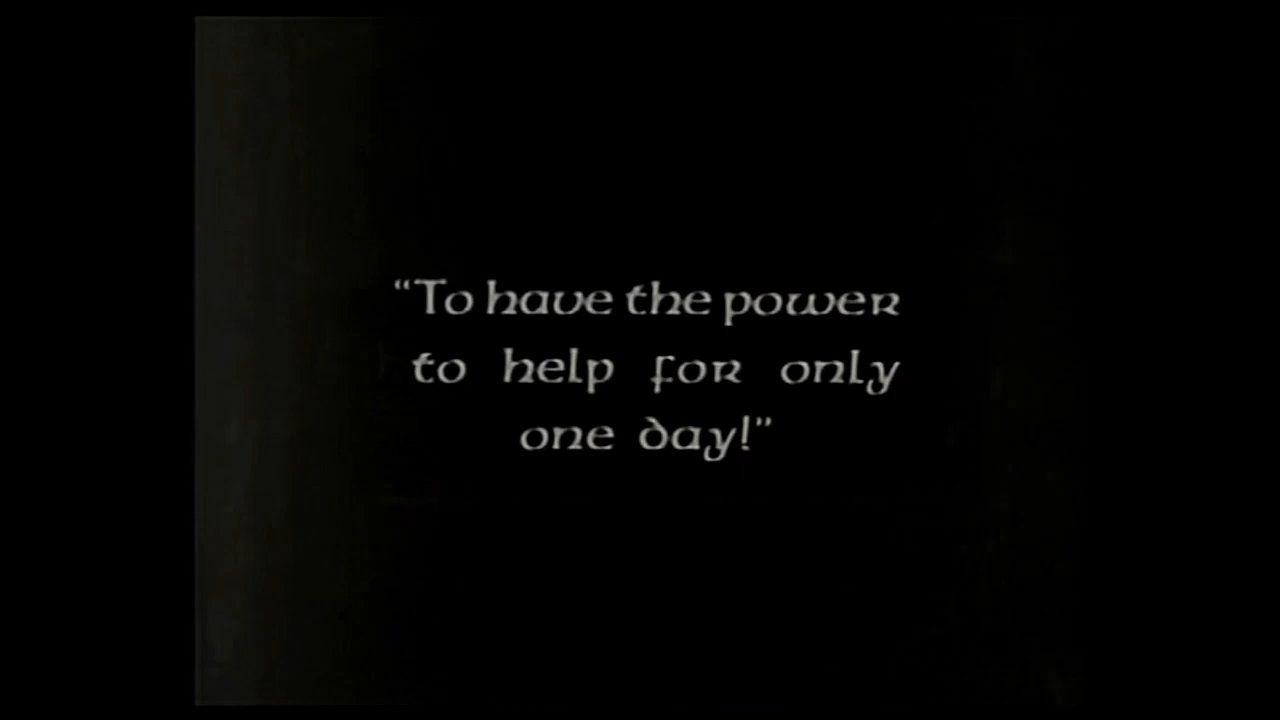 “To have the power
to help for only
one day!”